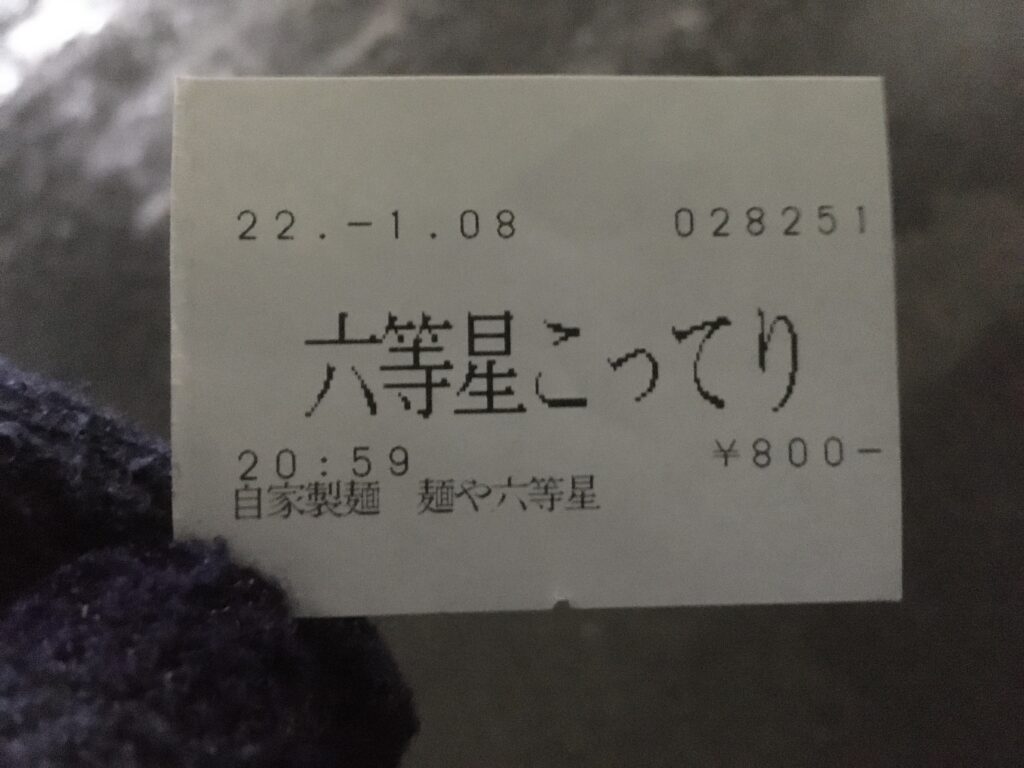 22.-1.08 028251
六等星こってり
20:59 ¥800-
自家製麺 麺や六等星